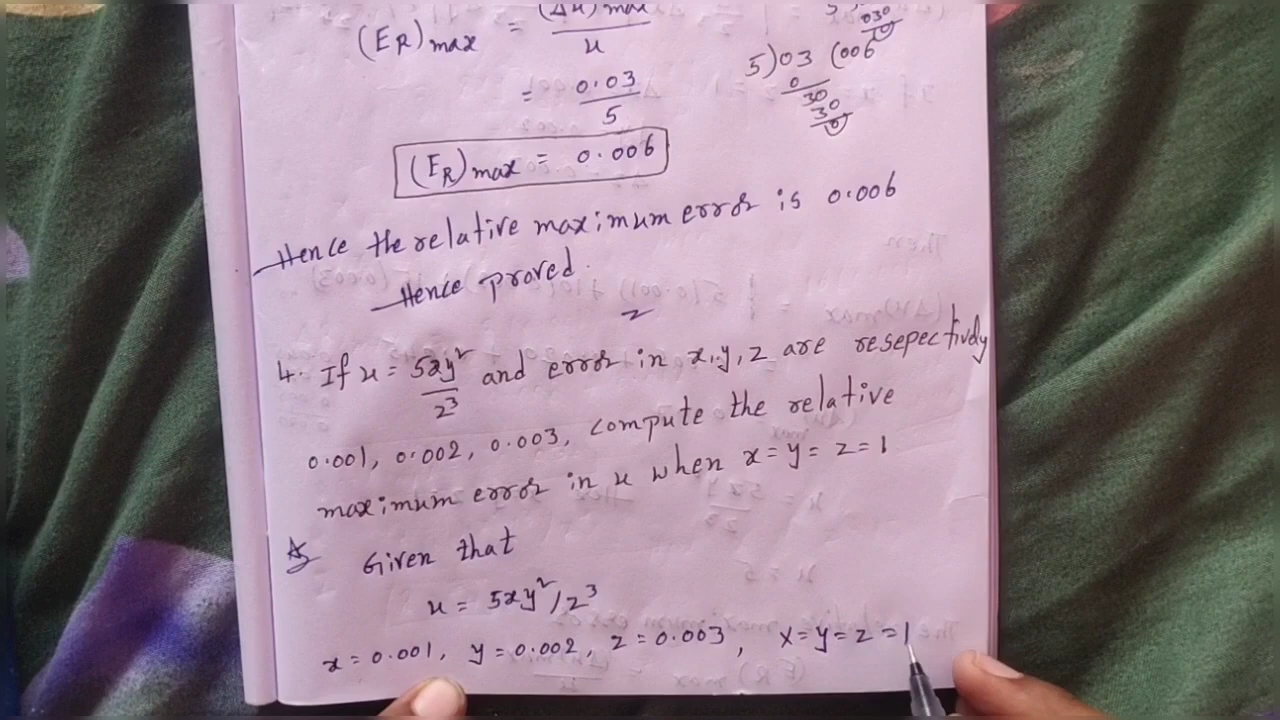 (ER)max = (Δu)max / u
= 0.03 / 5
5)03 (006
0
30
30
0
(ER)max = 0.006
Hence the relative maximum error is 0.006
Hence proved.
4. If u = 5xy² / z³ and error in x, y, z are resepectively
0.001, 0.002, 0.003, compute the relative
maximum error in u when x = y = z = 1
A Given that
u = 5xy² / z³
x = 0.001, y = 0.002, z = 0.003, x = y = z = 1